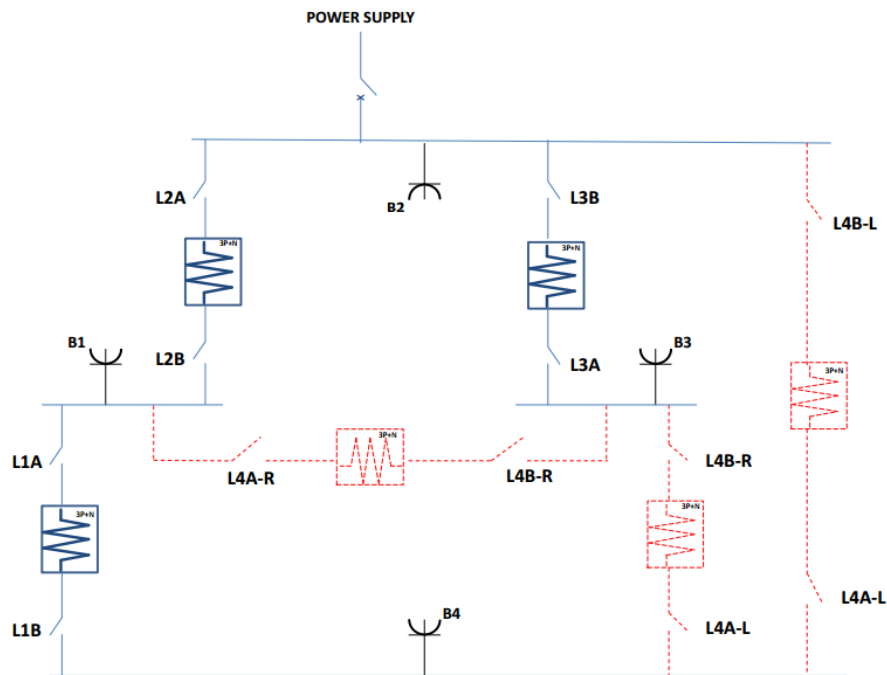 POWER SUPPLY
L2A
B2
L3B
L4B-L
3P+N
3P+N
B1
L2B
L3A
B3
3P+N
L1A
L4A-R
3P+N
L4B-R
L4B-R
3P+N
3P+N
L1B
B4
L4A-L
L4A-L